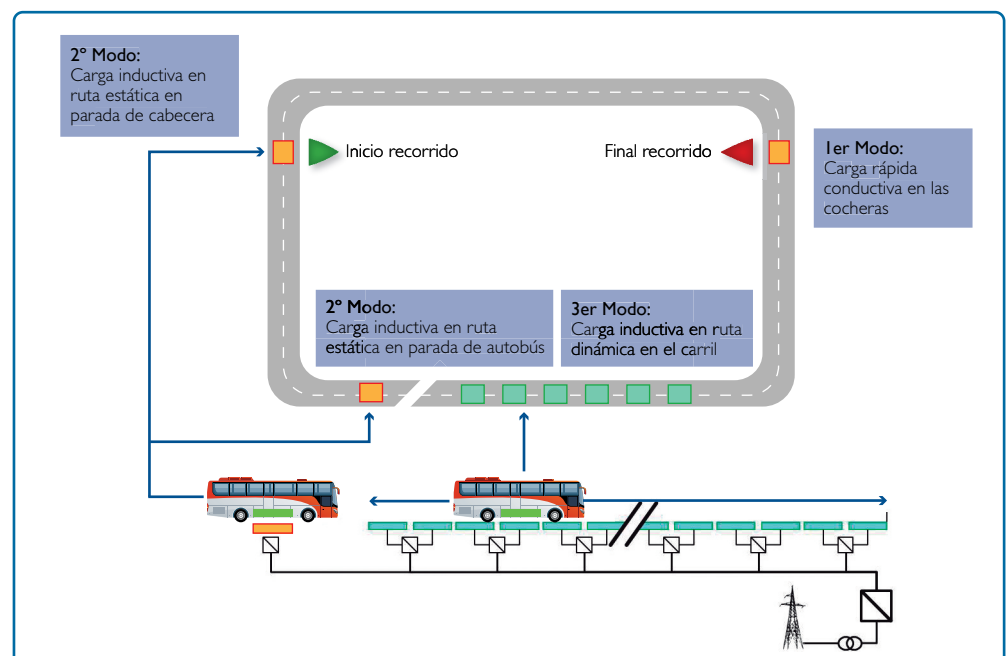 2º Modo:
Carga inductiva en
ruta estática en
parada de cabecera
Inicio recorrido
Final recorrido
1er Modo:
Carga rápida
conductiva en las
cocheras
2º Modo:
Carga inductiva en ruta
estática en parada de autobús
3er Modo:
Carga inductiva en ruta
dinámica en el carril